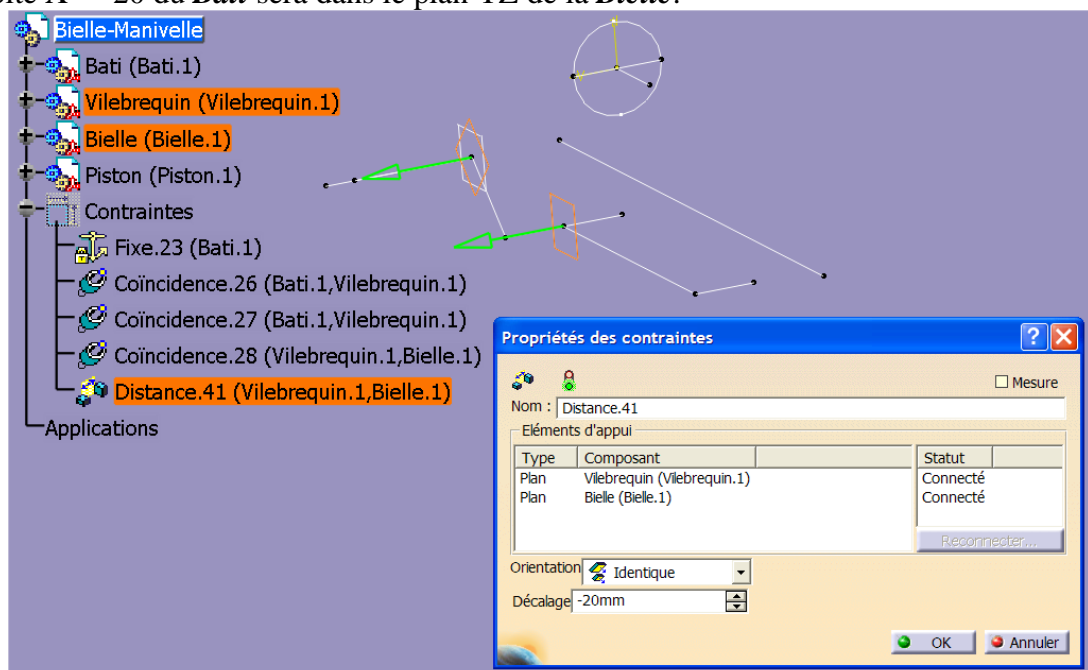 Bielle-Manivelle
Bati (Bati.1)
Vilebrequin (Vilebrequin.1)
Bielle (Bielle.1)
Piston (Piston.1)
Contraintes
Fixe.23 (Bati.1)
Coïncidence.26 (Bati.1,Vilebrequin.1)
Coïncidence.27 (Bati.1,Vilebrequin.1)
Coïncidence.28 (Vilebrequin.1,Bielle.1)
Distance.41 (Vilebrequin.1,Bielle.1)
Applications
Propriétés des contraintes
Mesure
Nom : Distance.41
Eléments d'appui
Type Composant Statut
Plan Vilebrequin (Vilebrequin.1) Connecté
Plan Bielle (Bielle.1) Connecté
Reconnecter...
Orientation Identique
Décalage -20mm
OK Annuler